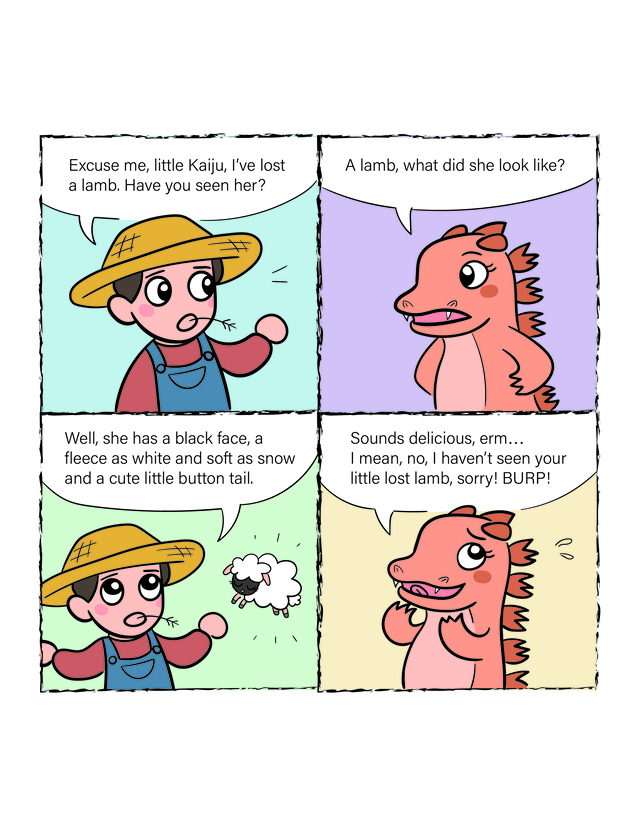 Excuse me, little Kaiju, I've lost
a lamb. Have you seen her?
A lamb, what did she look like?
Well, she has a black face, a
fleece as white and soft as snow
and a cute little button tail.
Sounds delicious, erm...
I mean, no, I haven't seen your
little lost lamb, sorry! BURP!